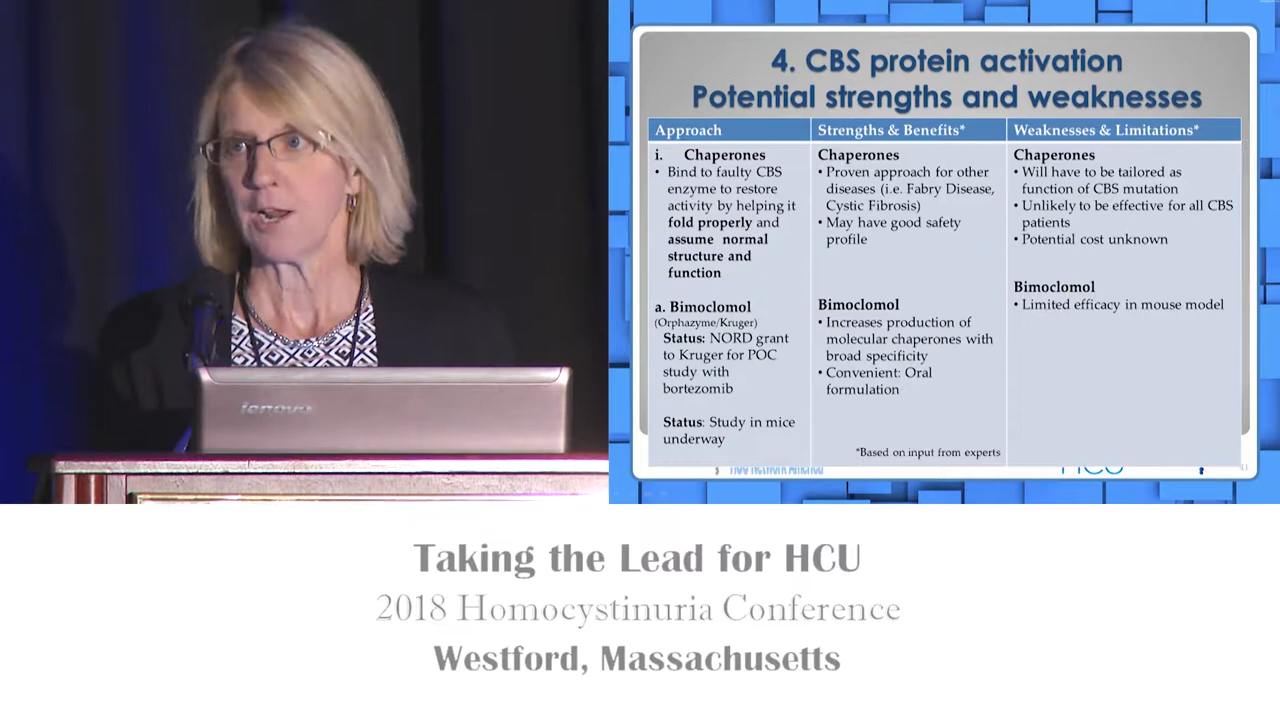 4. CBS protein activation
Potential strengths and weaknesses
Approach
i. Chaperones
• Bind to faulty CBS
enzyme to restore
activity by helping it
fold properly and
assume normal
structure and
function
a. Bimoclomol
(Orphazyme/Kruger)
Status: NORD grant
to Kruger for POC
study with
bortezomib
Status: Study in mice
underway
Strengths & Benefits*
Chaperones
• Proven approach for other
diseases (i.e. Fabry Disease,
Cystic Fibrosis)
• May have good safety
profile
Bimoclomol
• Increases production of
molecular chaperones with
broad specificity
• Convenient: Oral
formulation
*Based on input from experts
Weaknesses & Limitations*
Chaperones
• Will have to be tailored as
function of CBS mutation
• Unlikely to be effective for all CBS
patients
• Potential cost unknown
Bimoclomol
• Limited efficacy in mouse model
HCU Network America
HCU
lenovo
Taking the Lead for HCU
2018 Homocystinuria Conference
Westford, Massachusetts